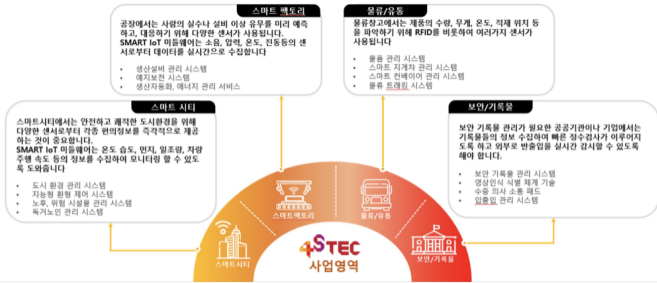 스마트 팩토리
공장에서는 사람의 실수나 설비 이상 유무를 미리 예측
하고, 대응하기 위해 다양한 센서가 사용됩니다.
SMART IoT 미들웨어는 소음, 압력, 온도, 진동등의 센
서로부터 데이터를 실시간으로 수집합니다
• 생산설비 관리 시스템
• 예지보전 시스템
• 생산자동화, 에너지 관리 서비스
물류/유통
물류창고에서는 제품의 수량, 무게, 온도, 적재 위치 등
을 파악하기 위해 RFID를 비롯하여 여러가지 센서가
사용됩니다
• 물품 관리 시스템
• 스마트 지게차 관리 시스템
• 스마트 컨베이어 관리 시스템
• 물류 트래킹 시스템
스마트 시티
스마트시티에서는 안전하고 쾌적한 도시환경을 위해
다양한 센서로부터 각종 편의정보를 즉각적으로 제공
하는 것이 중요합니다.
SMART IoT 미들웨어는 온도 습도, 먼지, 일조량, 차량
주행 속도 등의 정보를 수집하여 모니터링 할 수 있도
록 도와줍니다
• 도시 환경 관리 시스템
• 지능형 환형 제어 시스템
• 노후, 위험 시설물 관리 시스템
• 독거노인 관리 시스템
보안/기록물
보안 기록물 관리가 필요한 공공기관이나 기업에서는
기록물들의 정보 수집하여 빠른 정수검사가 이루어지
도록 하고 외부로 반출입을 실시간 감시할 수 있도록
해야 합니다.
• 보안 기록물 관리 시스템
• 영상인식 식별 체계 기술
• 수중 의사 소통 패드
• 입출입 관리 시스템
스마트시티
스마트팩토리
물류/유통
보안/기록물
4S TEC
사업영역